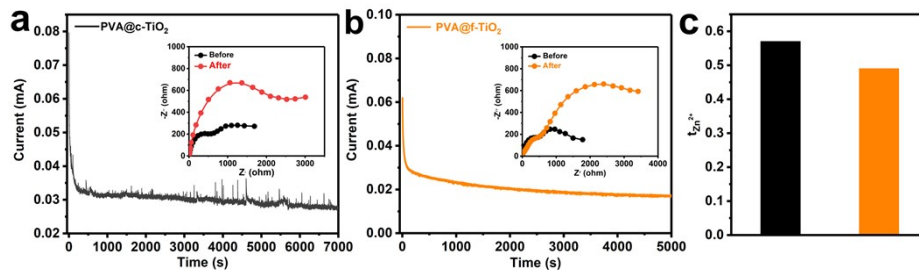 a
PVA@c-TiO₂
Current (mA)
0.08
0.07
0.06
0.05
0.04
0.03
0.02
0 1000 2000 3000 4000 5000 6000 7000
Time (s)
-Z'' (ohm)
1000
800
600
400
200
0
Before
After
0 1000 2000 3000 4000
Z' (ohm)
b
PVA@f-TiO₂
Current (mA)
0.10
0.08
0.06
0.04
0.02
0.00
0 1000 2000 3000 4000 5000
Time (s)
-Z'' (ohm)
1000
800
600
400
200
0
Before
After
0 1000 2000 3000 4000
Z' (ohm)
c
t Zn²⁺
0.6
0.5
0.4
0.3
0.2
0.1
0.0